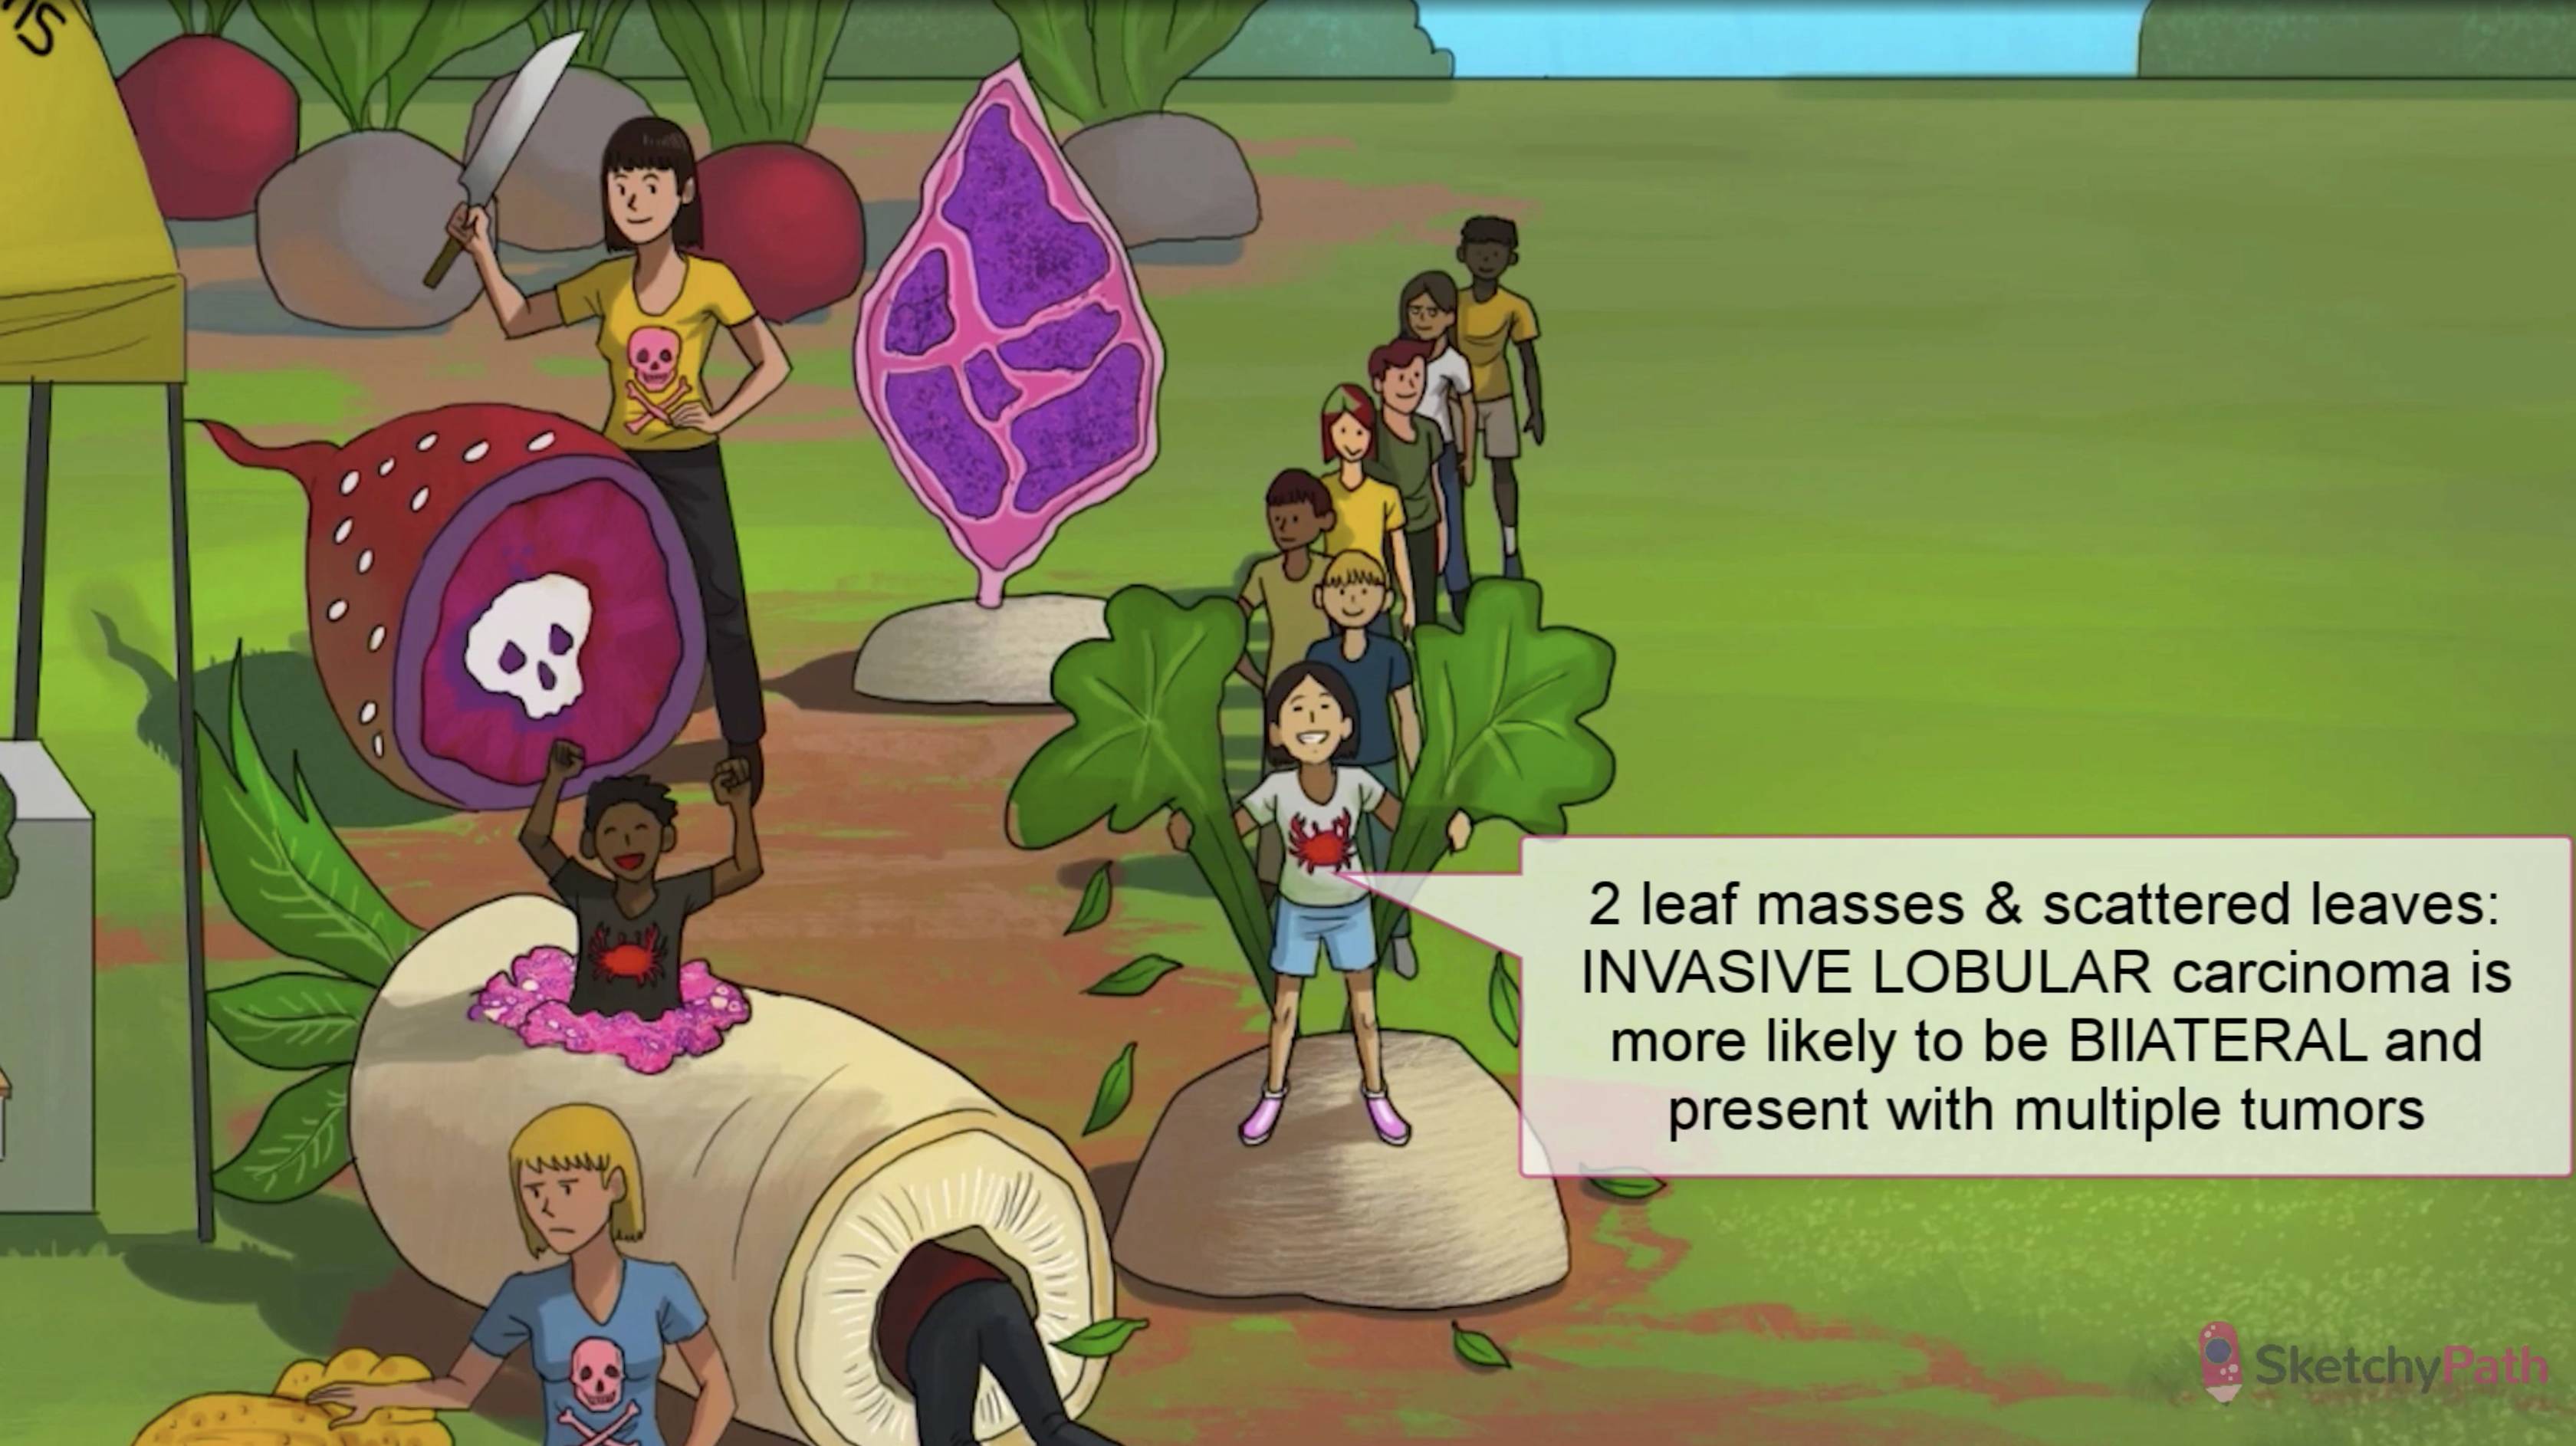 2 leaf masses & scattered leaves:
INVASIVE LOBULAR carcinoma is
more likely to be BIlATERAL and
present with multiple tumors
SketchyPath